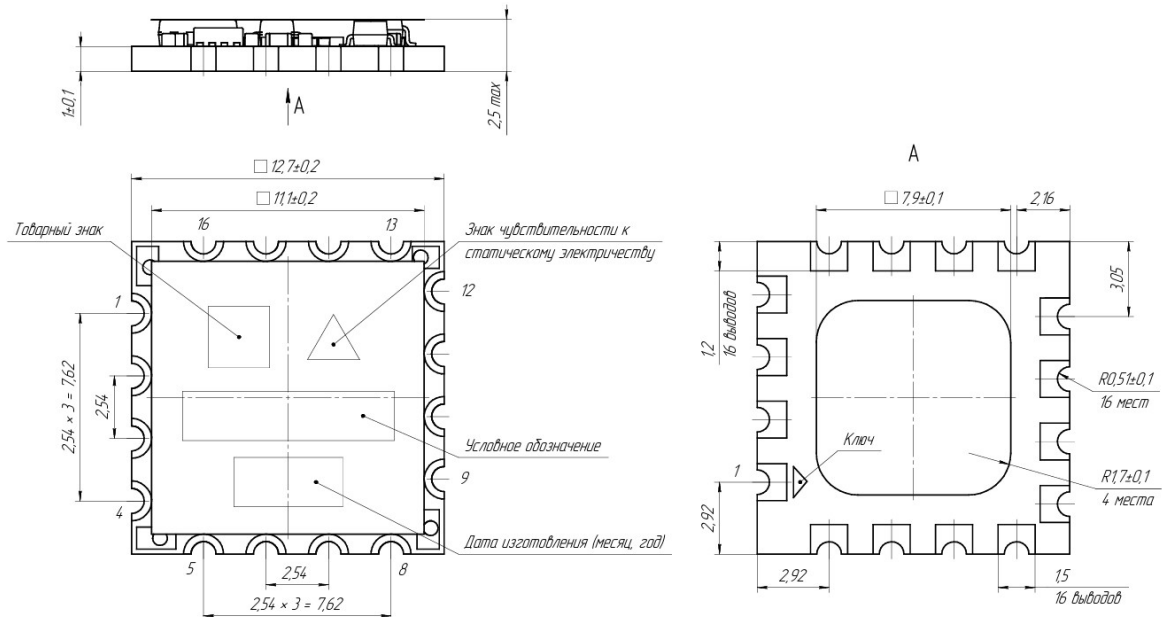 1±0,1
2,5 max
А
□ 12,7±0,2
□ 11,1±0,2
Товарный знак
16
13
Знак чувствительности к
статическому электричеству
1
12
2,54 × 3 = 7,62
2,54
Условное обозначение
4
9
Дата изготовления (месяц, год)
5
8
2,54
2,54 × 3 = 7,62
А
□ 7,9±0,1
2,16
3,05
1,2
16 выводов
R0,51±0,1
16 мест
Ключ
1
R1,7±0,1
4 места
2,92
2,92
1,5
16 выводов